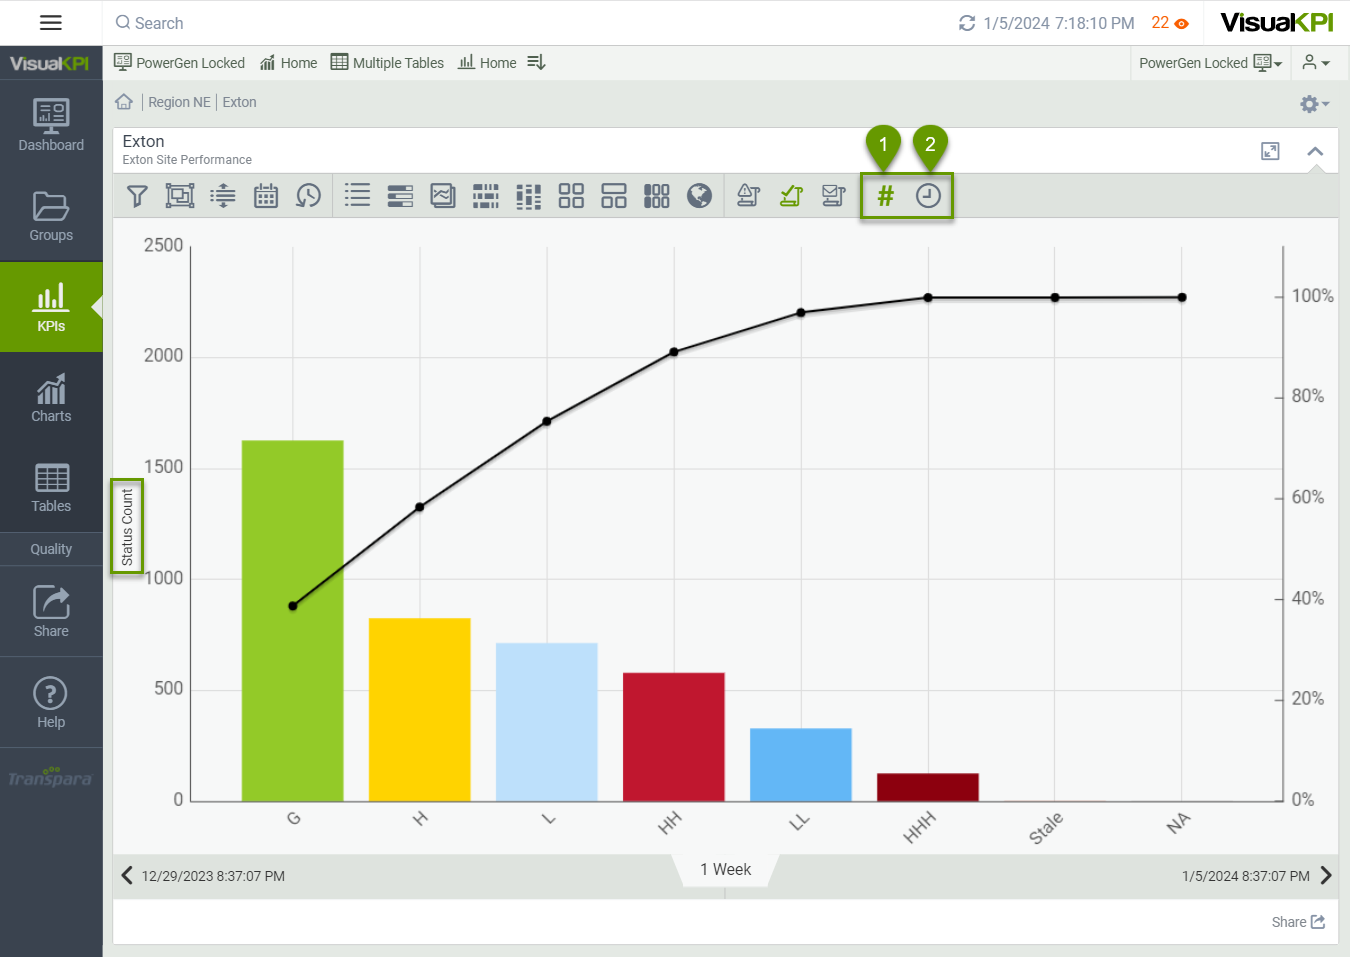 Search
1/5/2024 7:18:10 PM
22
VisualKPI
VisualKPI
PowerGen Locked
Home
Multiple Tables
Home
PowerGen Locked
Region NE
Exton
Dashboard
Groups
KPIs
Charts
Tables
Quality
Share
?
Help
Transpara
Exton
Exton Site Performance
1
2
#
2500
2000
1500
1000
500
0
Status Count
100%
80%
60%
40%
20%
0%
G
H
L
HH
LL
HHH
Stale
NA
12/29/2023 8:37:07 PM
1 Week
1/5/2024 8:37:07 PM
Share